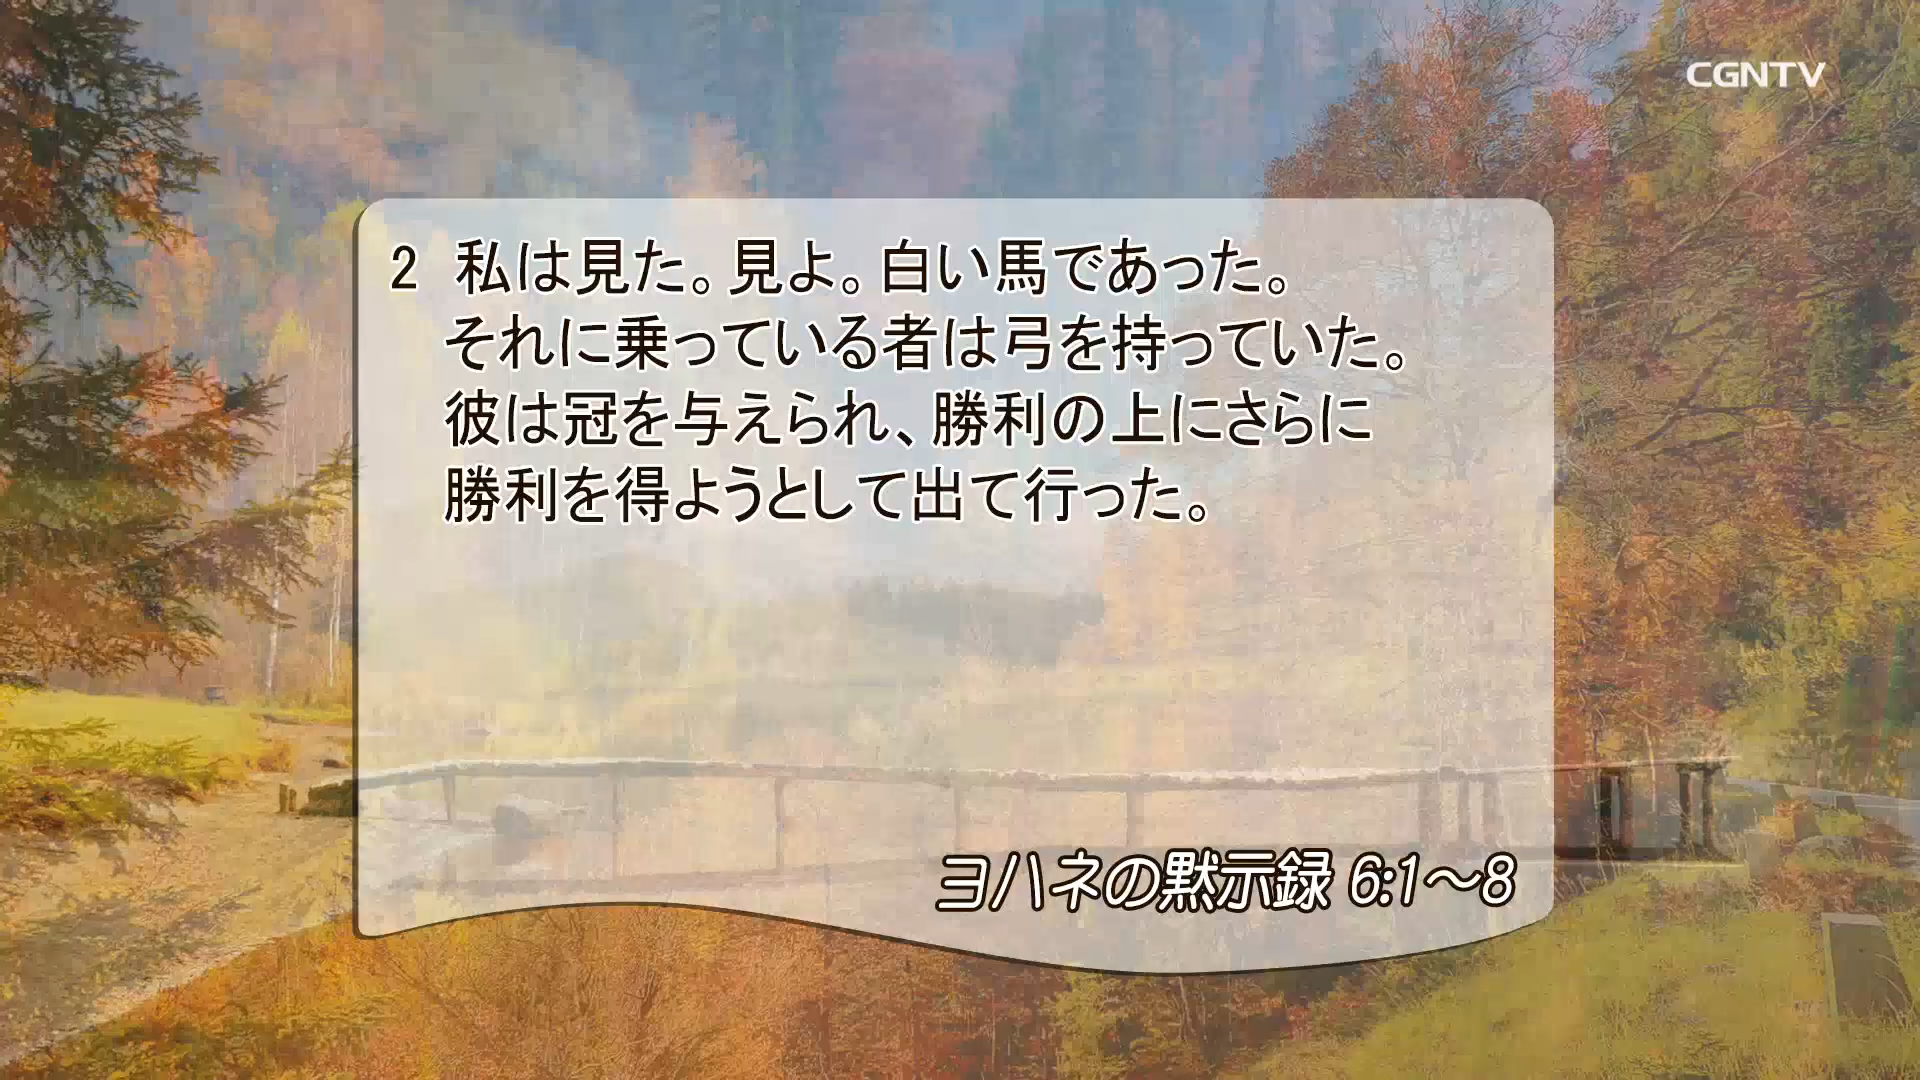 CGNTV
2 私は見た。見よ。白い馬であった。
それに乗っている者は弓を持っていた。
彼は冠を与えられ、勝利の上にさらに
勝利を得ようとして出て行った。
ヨハネの黙示録 6:1～8